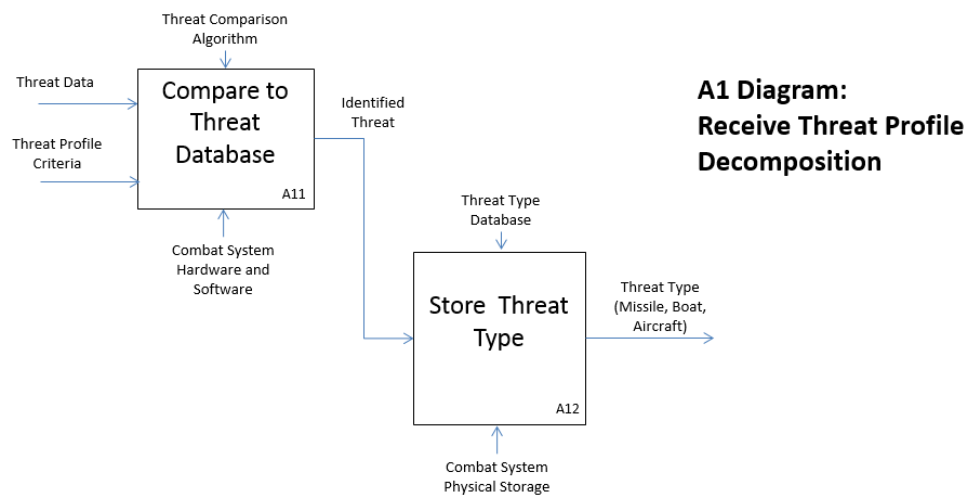 Threat Comparison
Algorithm
Threat Data
Compare to
Threat
Database
A11
Threat Profile
Criteria
Combat System
Hardware and
Software
Identified
Threat
A1 Diagram:
Receive Threat Profile
Decomposition
Threat Type
Database
Store Threat
Type
A12
Threat Type
(Missile, Boat,
Aircraft)
Combat System
Physical Storage